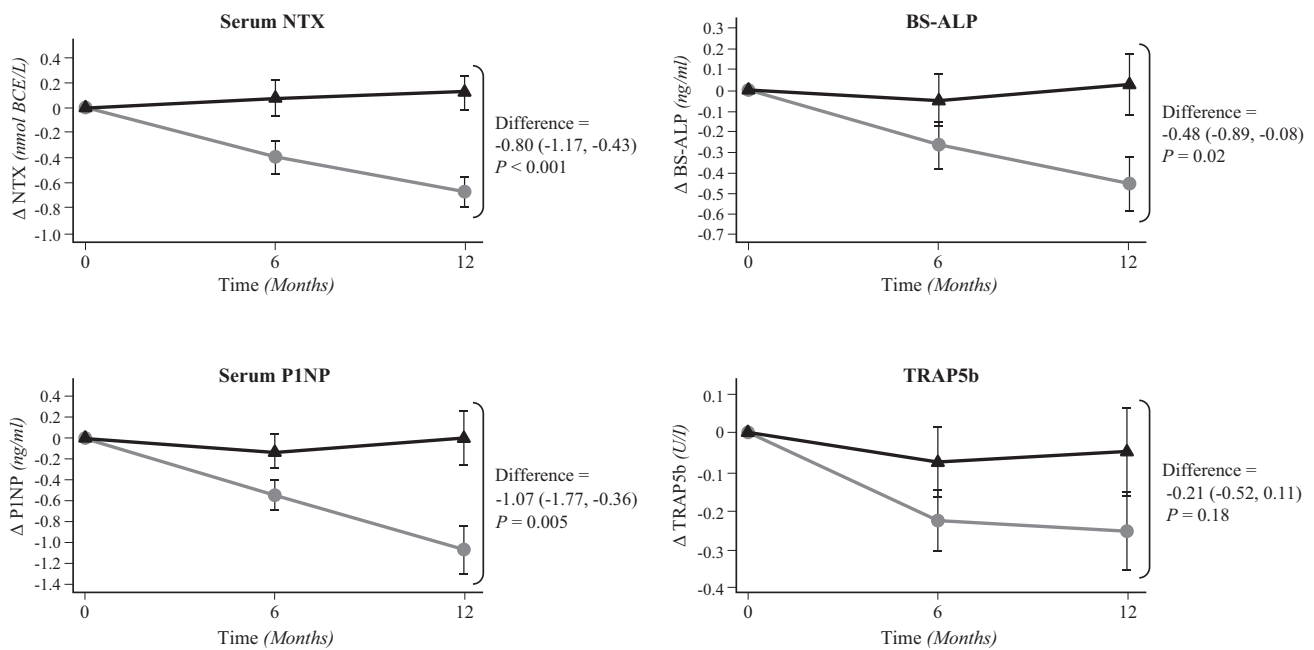 Serum NTX
Δ NTX (nmol BCE/L)
0.4
0.2
0
-0.2
-0.4
-0.6
-0.8
-1.0
0
6
12
Time (Months)
Difference =
-0.80 (-1.17, -0.43)
P < 0.001
BS-ALP
Δ BS-ALP (ng/ml)
0.3
0.2
0.1
0
-0.1
-0.2
-0.3
-0.4
-0.5
-0.6
-0.7
0
6
12
Time (Months)
Difference =
-0.48 (-0.89, -0.08)
P = 0.02
Serum P1NP
Δ P1NP (ng/ml)
0.4
0.2
0
-0.2
-0.4
-0.6
-0.8
-1.0
-1.2
-1.4
0
6
12
Time (Months)
Difference =
-1.07 (-1.77, -0.36)
P = 0.005
TRAP5b
Δ TRAP5b (U/l)
0.1
0
-0.1
-0.2
-0.3
-0.4
0
6
12
Time (Months)
Difference =
-0.21 (-0.52, 0.11)
P = 0.18